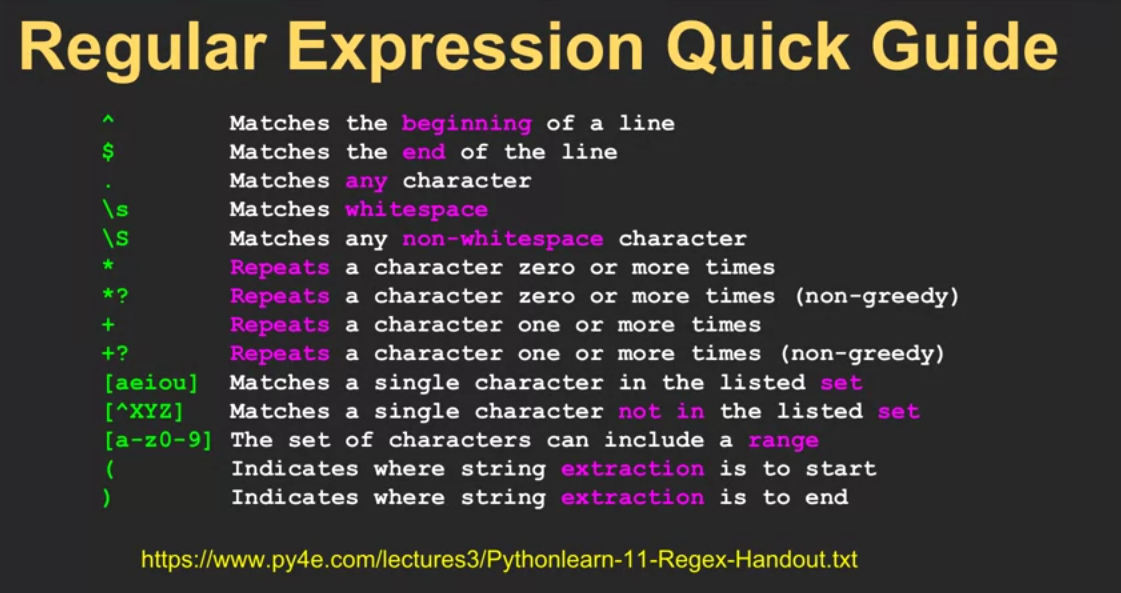 Regular Expression Quick Guide
^ Matches the beginning of a line
$ Matches the end of the line
. Matches any character
\s Matches whitespace
\S Matches any non-whitespace character
* Repeats a character zero or more times
*? Repeats a character zero or more times (non-greedy)
+ Repeats a character one or more times
+? Repeats a character one or more times (non-greedy)
[aeiou] Matches a single character in the listed set
[^XYZ] Matches a single character not in the listed set
[a-z0-9] The set of characters can include a range
( Indicates where string extraction is to start
) Indicates where string extraction is to end
https://www.py4e.com/lectures3/Pythonlearn-11-Regex-Handout.txt